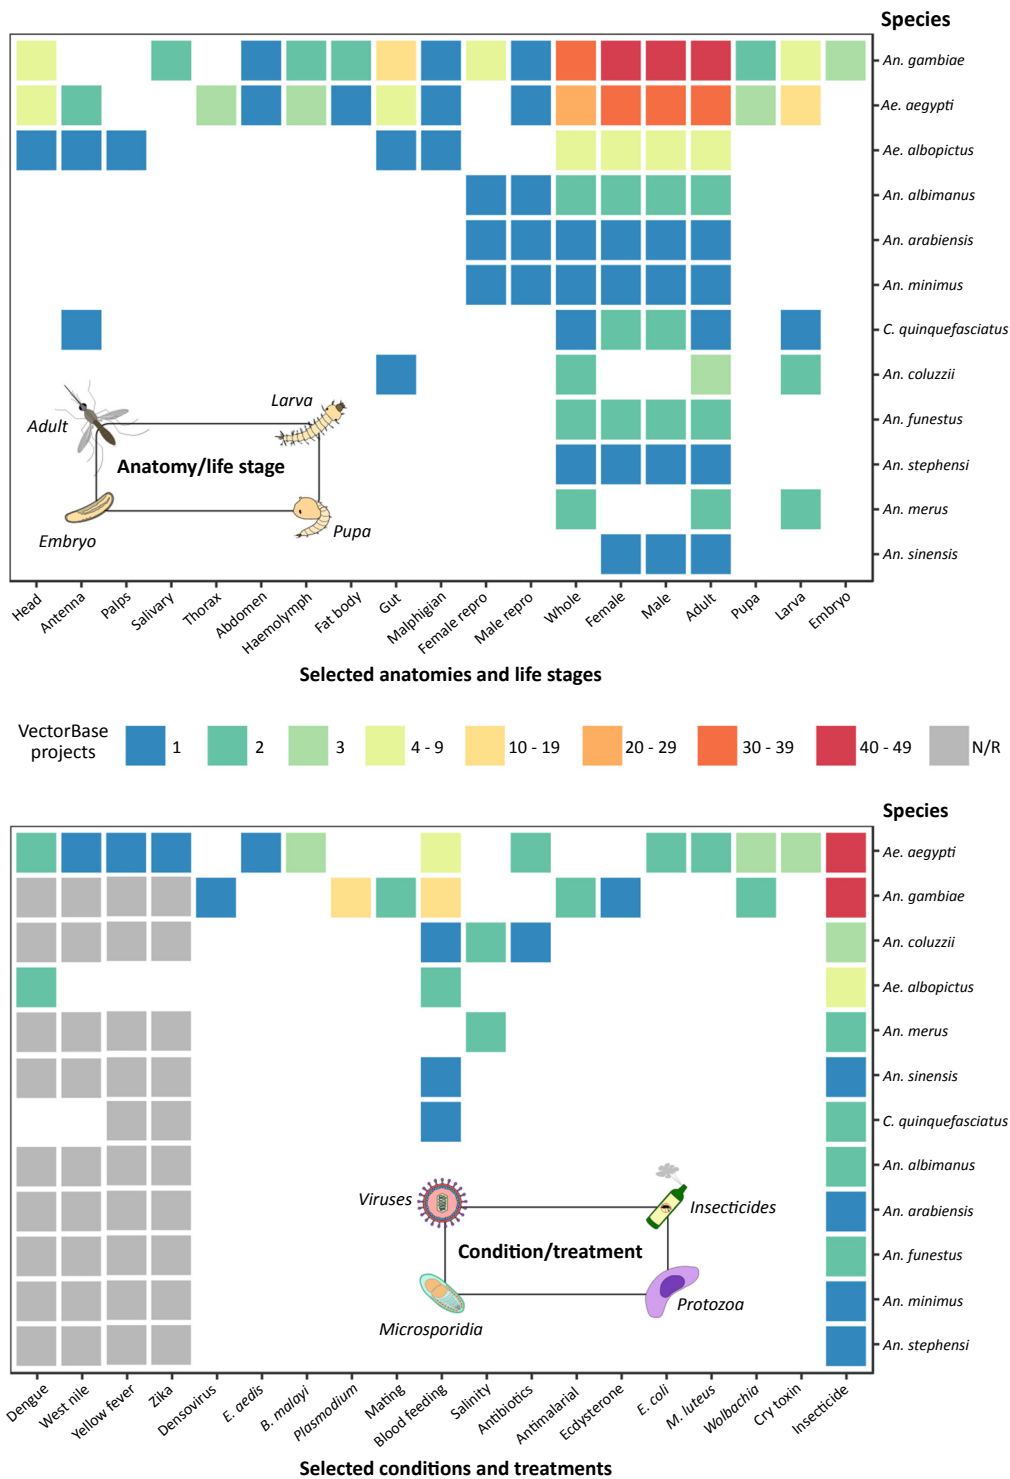 Species
An. gambiae
Ae. aegypti
Ae. albopictus
An. albimanus
An. arabiensis
An. minimus
C. quinquefasciatus
An. coluzzii
An. funestus
An. stephensi
An. merus
An. sinensis
Adult
Larva
Anatomy/life stage
Embryo
Pupa
Head
Antenna
Palps
Salivary
Thorax
Abdomen
Haemolymph
Fat body
Gut
Malphigian
Female repro
Male repro
Whole
Female
Male
Adult
Pupa
Larva
Embryo
Selected anatomies and life stages
VectorBase
projects
1
2
3
4 - 9
10 - 19
20 - 29
30 - 39
40 - 49
N/R
Species
Ae. aegypti
An. gambiae
An. coluzzii
Ae. albopictus
An. merus
An. sinensis
C. quinquefasciatus
An. albimanus
An. arabiensis
An. funestus
An. minimus
An. stephensi
Viruses
Insecticides
Condition/treatment
Microsporidia
Protozoa
Dengue
West nile
Yellow fever
Zika
Densovirus
E. aedis
B. malayi
Plasmodium
Mating
Blood feeding
Salinity
Antibiotics
Antimalarial
Ecdysterone
E. coli
M. luteus
Wolbachia
Cry toxin
Insecticide
Selected conditions and treatments